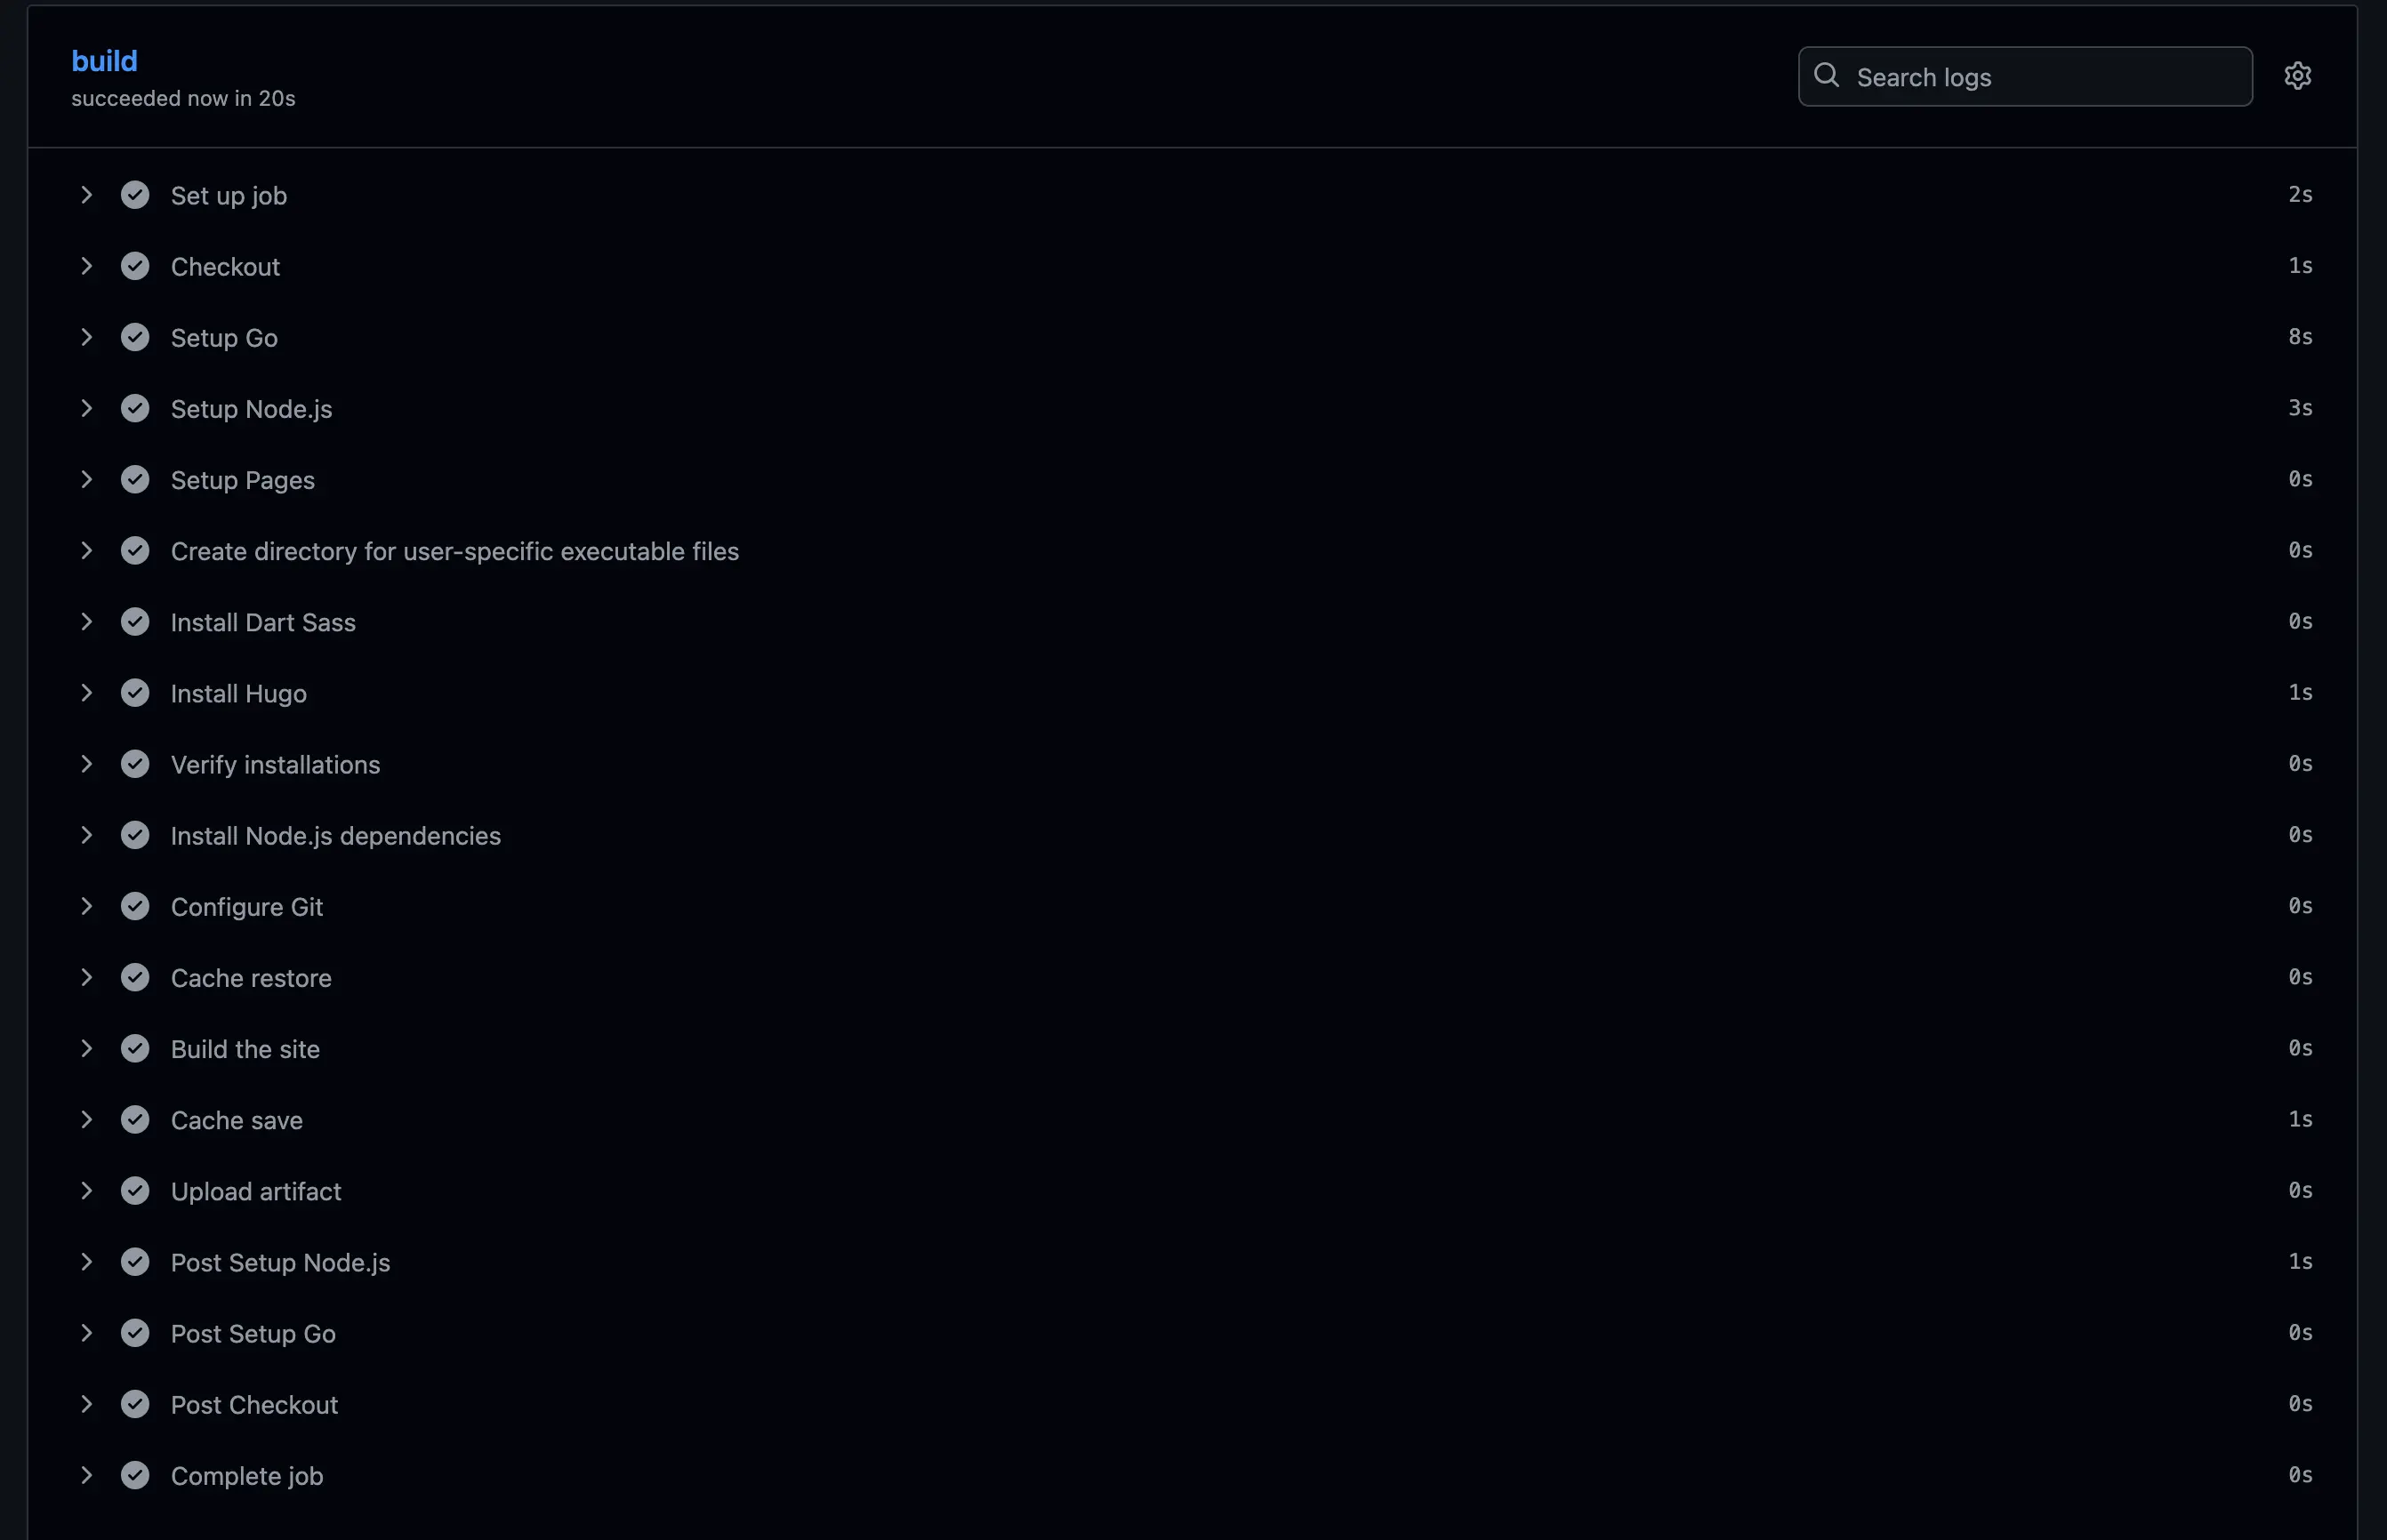 build
succeeded now in 20s
Search logs
Set up job 2s
Checkout 1s
Setup Go 8s
Setup Node.js 3s
Setup Pages 0s
Create directory for user-specific executable files 0s
Install Dart Sass 0s
Install Hugo 1s
Verify installations 0s
Install Node.js dependencies 0s
Configure Git 0s
Cache restore 0s
Build the site 0s
Cache save 1s
Upload artifact 0s
Post Setup Node.js 1s
Post Setup Go 0s
Post Checkout 0s
Complete job 0s